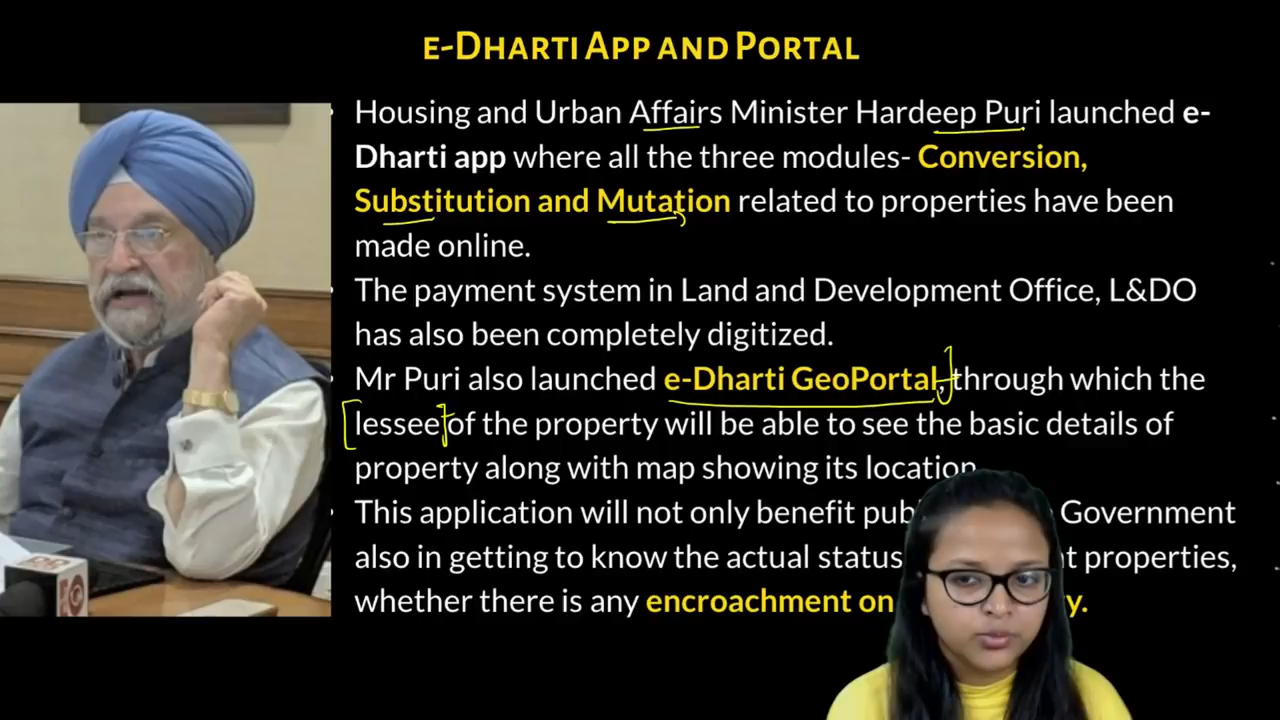 e-Dharti App and Portal
Housing and Urban Affairs Minister Hardeep Puri launched e-
Dharti app where all the three modules- Conversion,
Substitution and Mutation related to properties have been
made online.
The payment system in Land and Development Office, L&DO
has also been completely digitized.
Mr Puri also launched e-Dharti GeoPortal, through which the
lessee of the property will be able to see the basic details of
property along with map showing its location
This application will not only benefit Government
also in getting to know the actual status properties,
whether there is any encroachment on